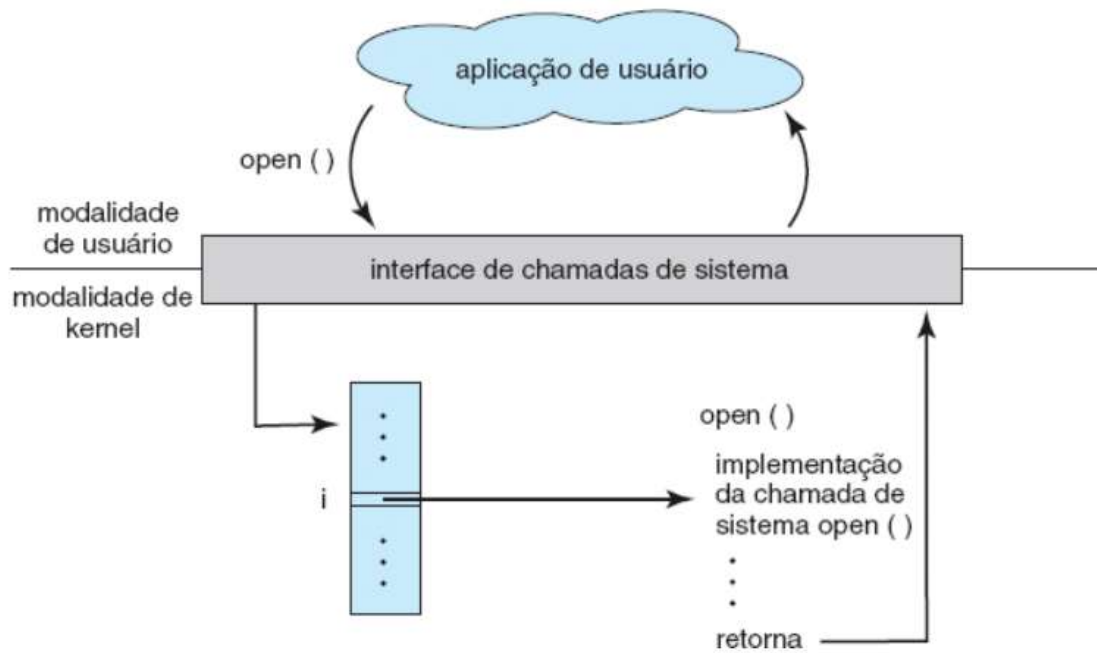 aplicação de usuário
open ( )
modalidade
de usuário
interface de chamadas de sistema
modalidade de
kernel
open ( )
implementação
da chamada de
sistema open ( )
i
retorna